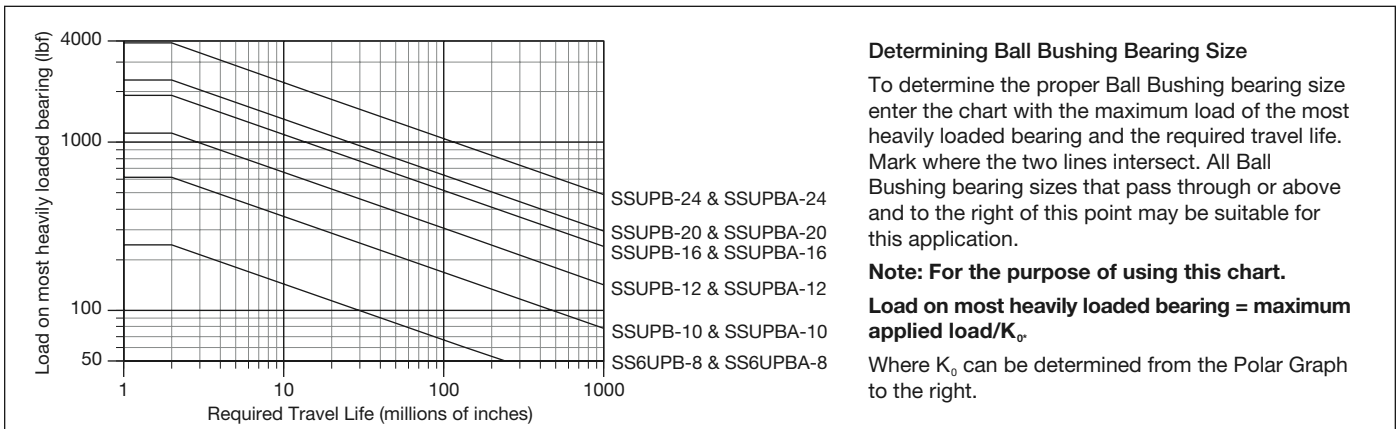 Load on most heavily loaded bearing (lbf)
4000
1000
100
50
1
10
100
1000
Required Travel Life (millions of inches)
SSUPB-24 & SSUPBA-24
SSUPB-20 & SSUPBA-20
SSUPB-16 & SSUPBA-16
SSUPB-12 & SSUPBA-12
SSUPB-10 & SSUPBA-10
SS6UPB-8 & SS6UPBA-8
Determining Ball Bushing Bearing Size
To determine the proper Ball Bushing bearing size
enter the chart with the maximum load of the most
heavily loaded bearing and the required travel life.
Mark where the two lines intersect. All Ball
Bushing bearing sizes that pass through or above
and to the right of this point may be suitable for
this application.
Note: For the purpose of using this chart.
Load on most heavily loaded bearing = maximum
applied load/K₀.
Where K₀ can be determined from the Polar Graph
to the right.